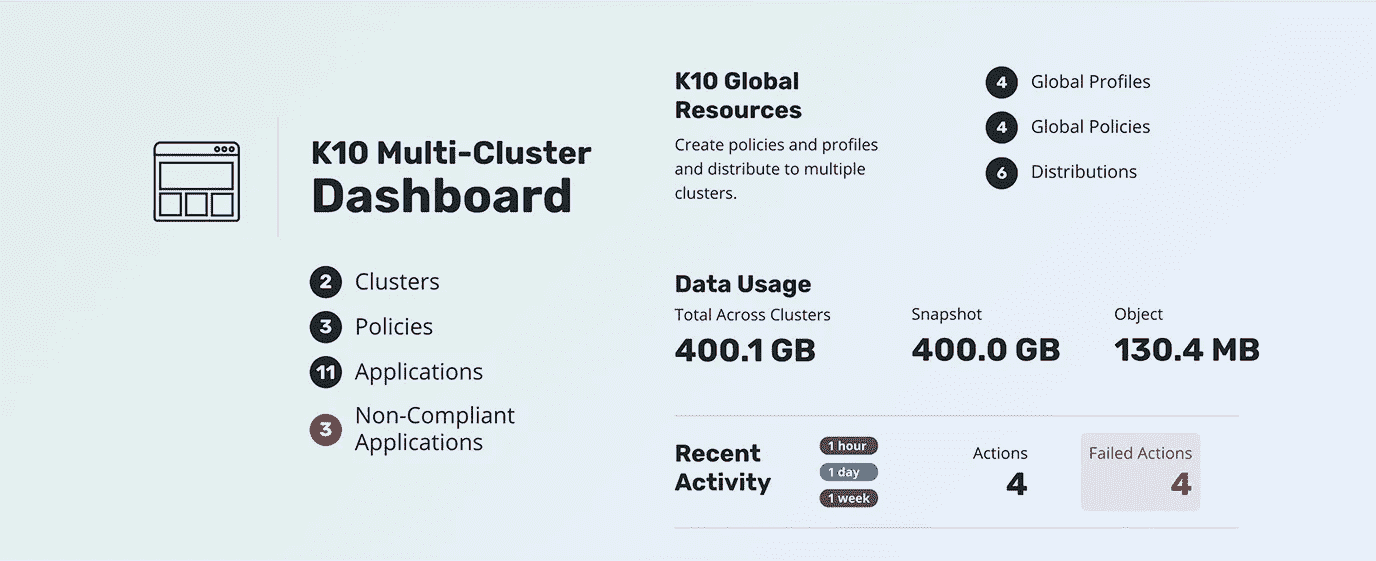 K10 Multi-Cluster
Dashboard
2 Clusters
3 Policies
11 Applications
3 Non-Compliant
Applications
K10 Global
Resources
Create policies and profiles
and distribute to multiple
clusters.
4 Global Profiles
4 Global Policies
6 Distributions
Data Usage
Total Across Clusters
400.1 GB
Snapshot
400.0 GB
Object
130.4 MB
Recent
Activity
1 hour
1 day
1 week
Actions
4
Failed Actions
4